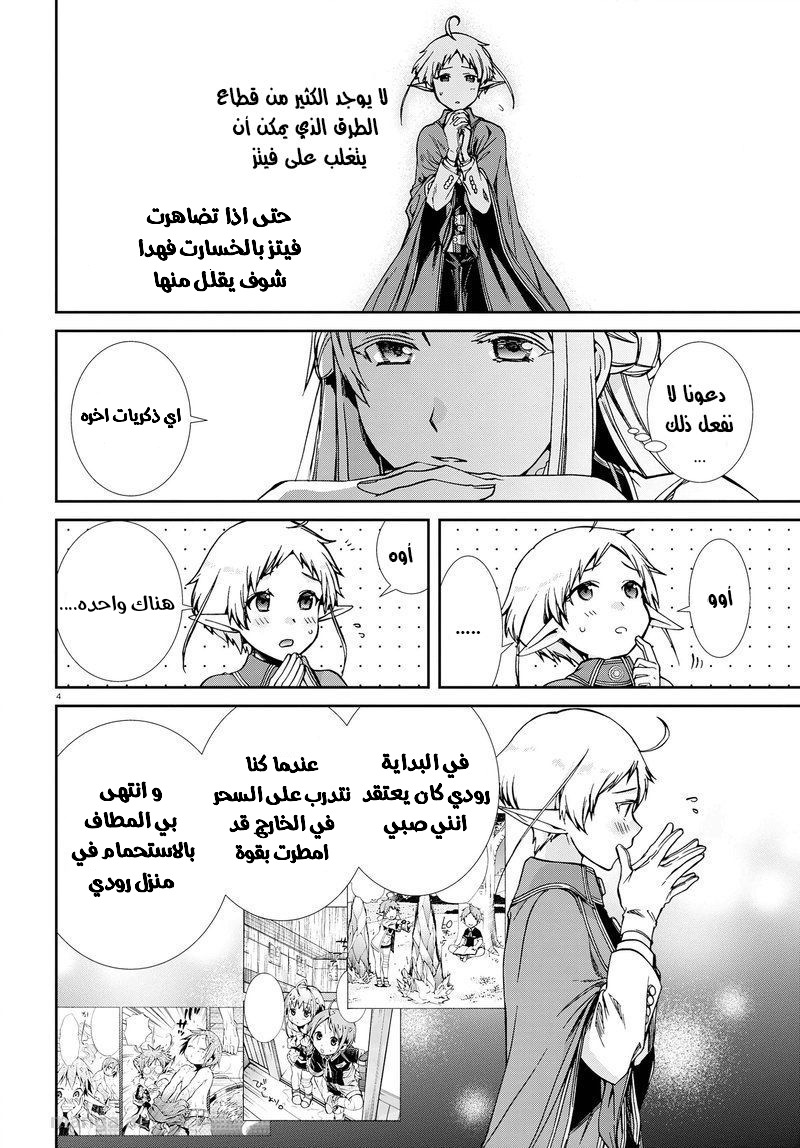 لا يوجد الكثير من قطاع
الطرق الذي يمكن أن
يتغلب على فيتز
حتى اذا تضاهرت
فيتز بالخسارت فهدا
شوف يقلل منها
دعونا لا
نفعل ذلك
...
اي ذكريات اخره
أوو
.....
أوه
هناك واحده....
4
في البداية
رودي كان يعتقد
انني صبي
عندما كنا
نتدرب على السحر
في الخارج قد
امطرت بقوة
و انتهى
بي المطاف
بالاستحمام في
منزل رودي